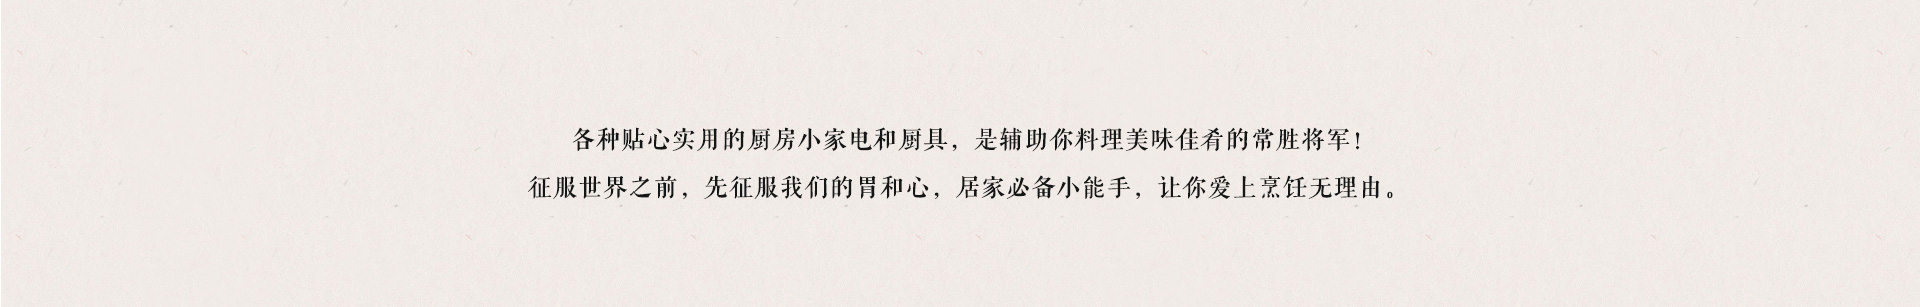 各种贴心实用的厨房小家电和厨具，是辅助你料理美味佳肴的常胜将军！
征服世界之前，先征服我们的胃和心，居家必备小能手，让你爱上烹饪无理由。